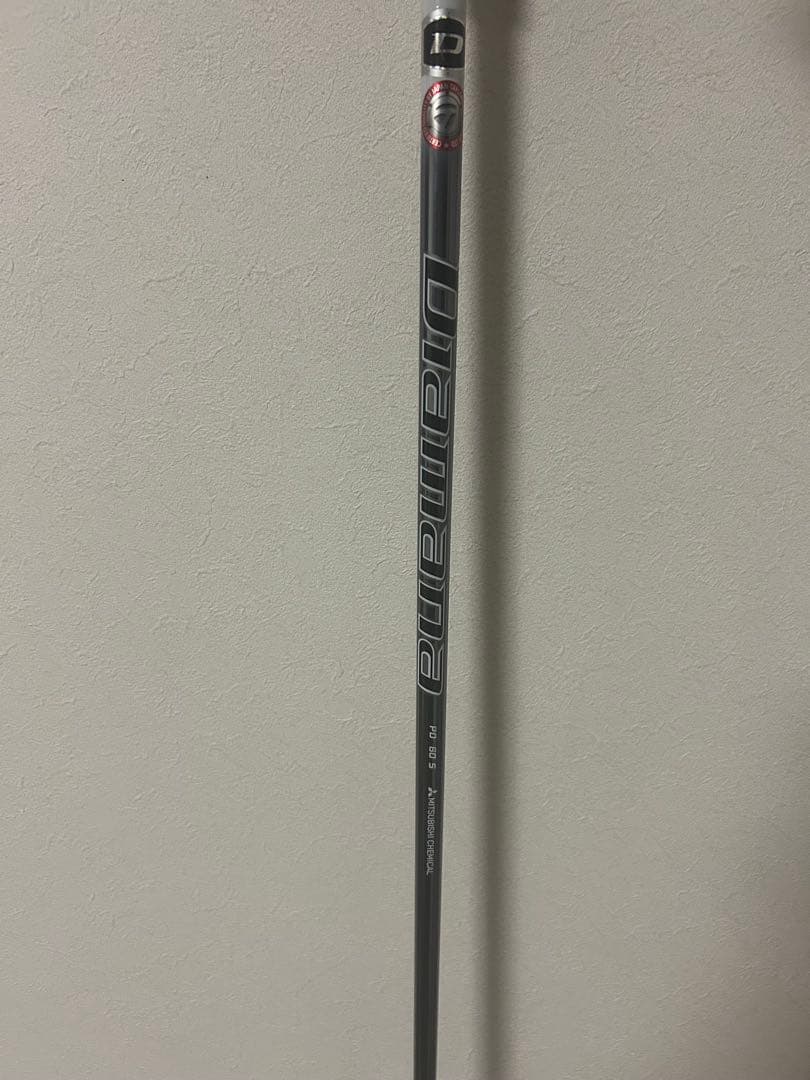 D
Diamana
PD 60 S
MITSUBISHI CHEMICAL